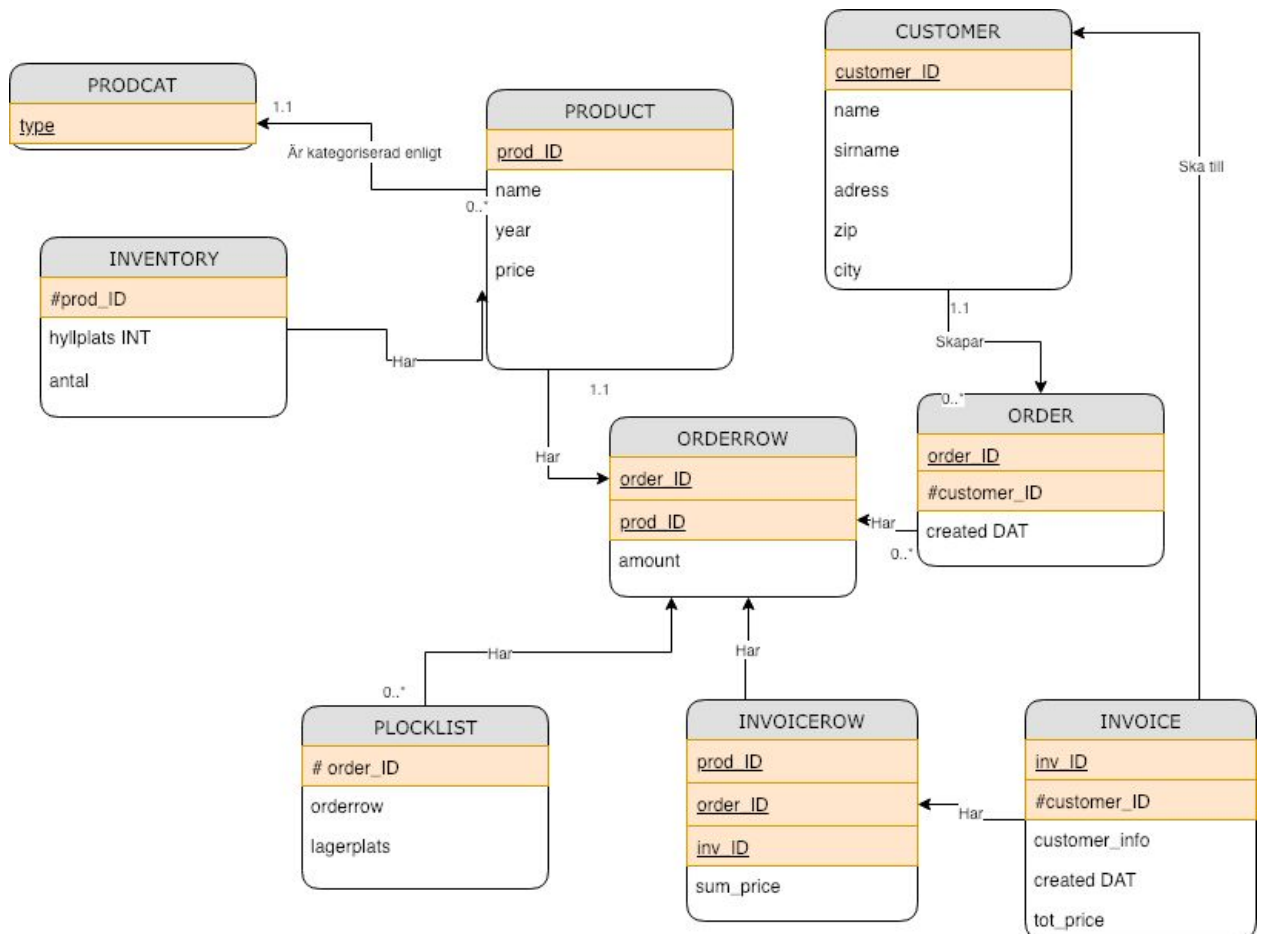 PRODCAT
type
1.1
Är kategoriserad enligt
PRODUCT
prod_ID
name
0..*
year
price
CUSTOMER
customer_ID
name
sirname
adress
zip
city
Ska till
INVENTORY
#prod_ID
hyllplats INT
antal
Har
1.1
Skapar
1.1
Har
ORDERROW
order_ID
prod_ID
amount
0..*
ORDER
order_ID
#customer_ID
created DAT
Har
0..*
Har
0..*
Har
PLOCKLIST
# order_ID
orderrow
lagerplats
INVOICEROW
prod_ID
order_ID
inv_ID
sum_price
Har
INVOICE
inv_ID
#customer_ID
customer_info
created DAT
tot_price